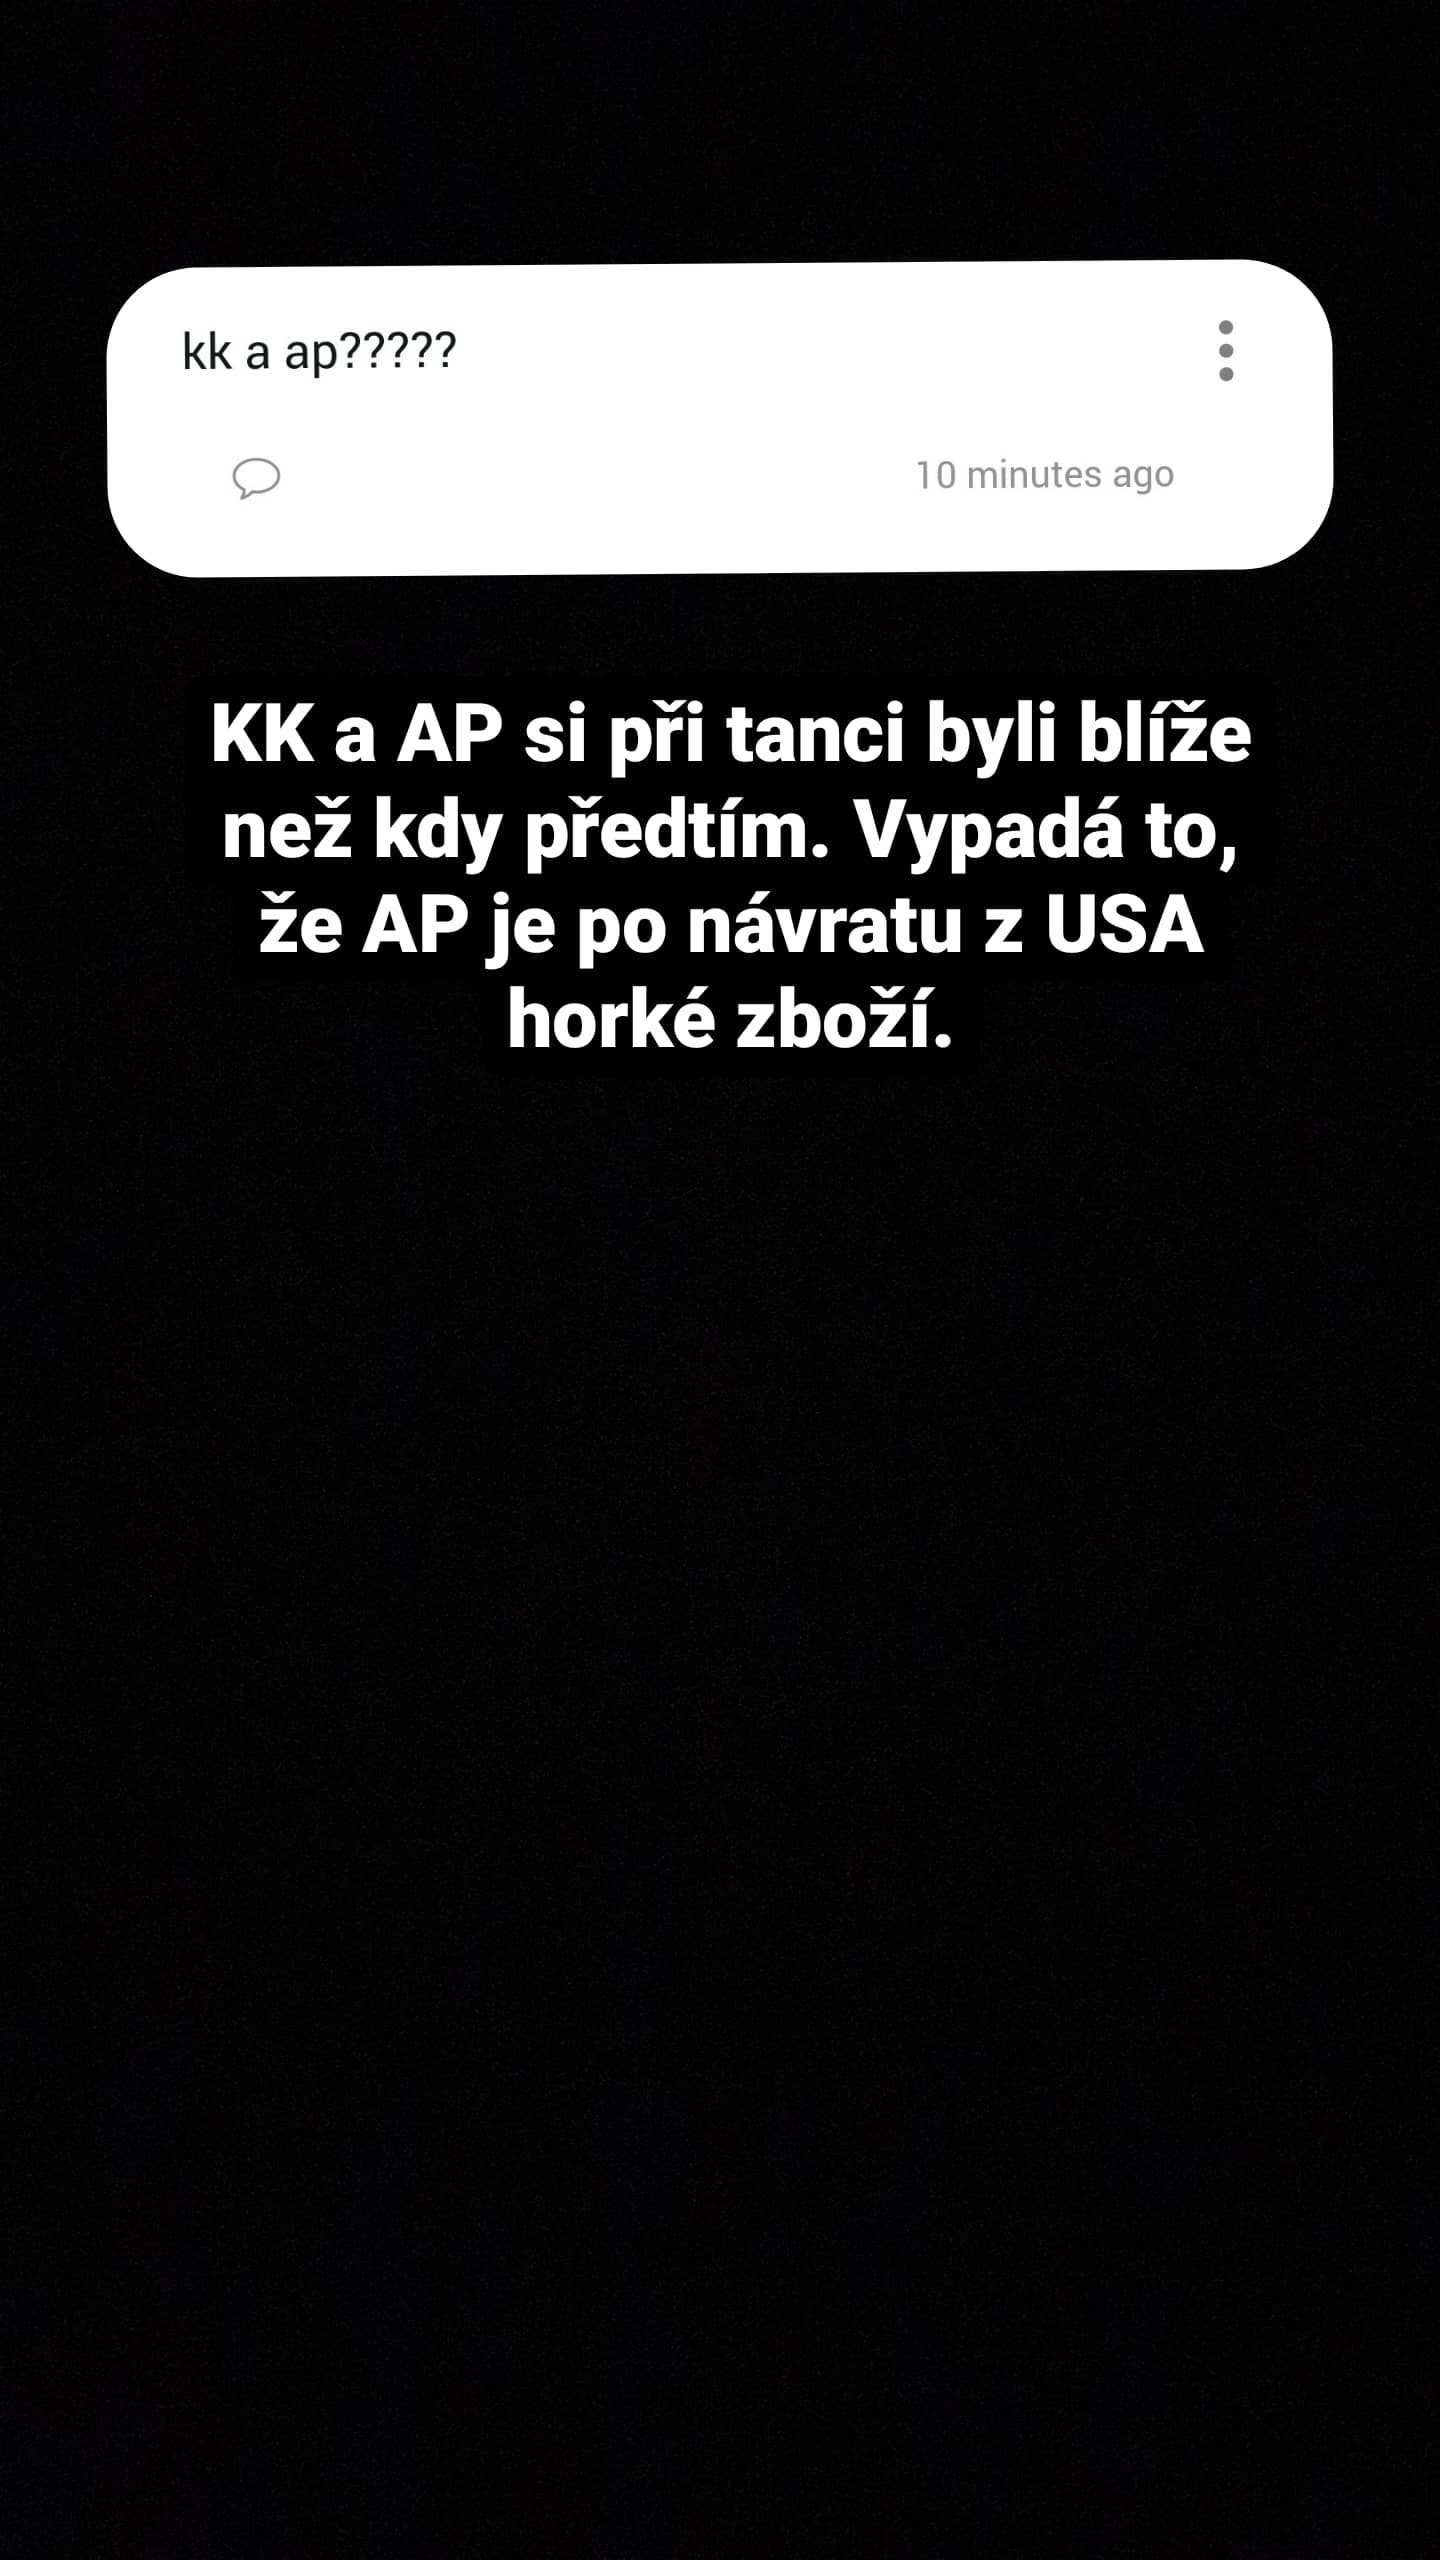 kk a ap?????
10 minutes ago
KK a AP si při tanci byli blíže
než kdy předtím. Vypadá to,
že AP je po návratu z USA
horké zboží.